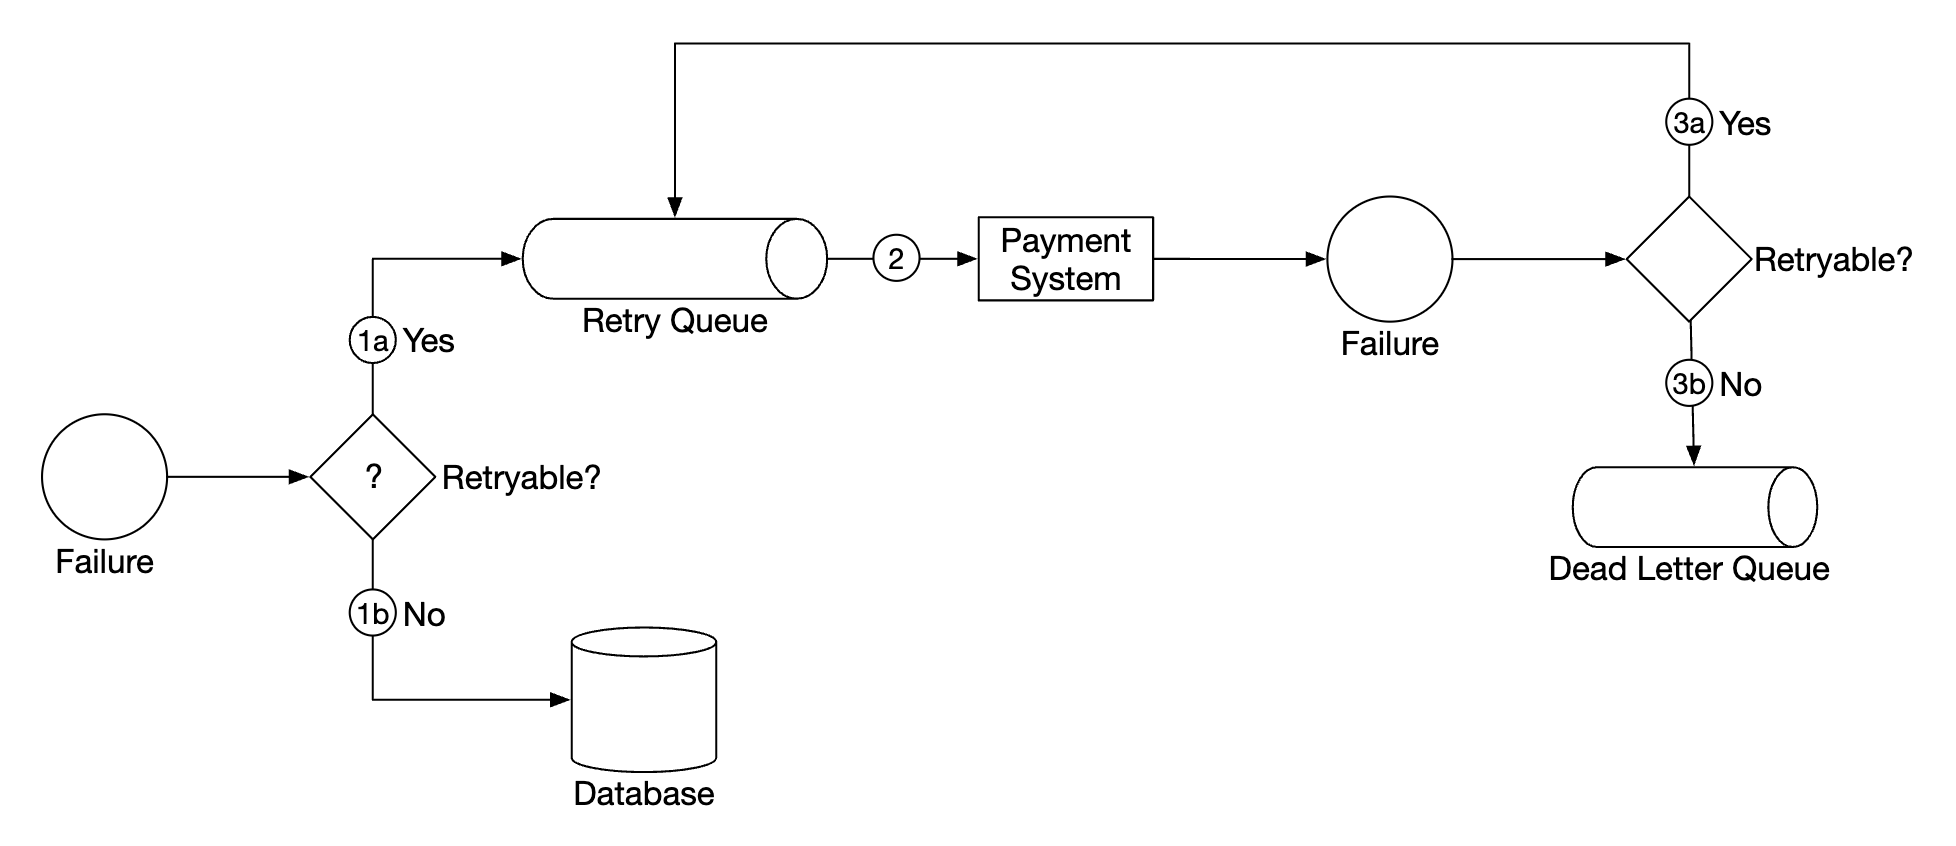 3a Yes
Payment
System
2
Retryable?
Retry Queue
Failure
1a Yes
3b No
? Retryable?
Failure
Dead Letter Queue
1b No
Database